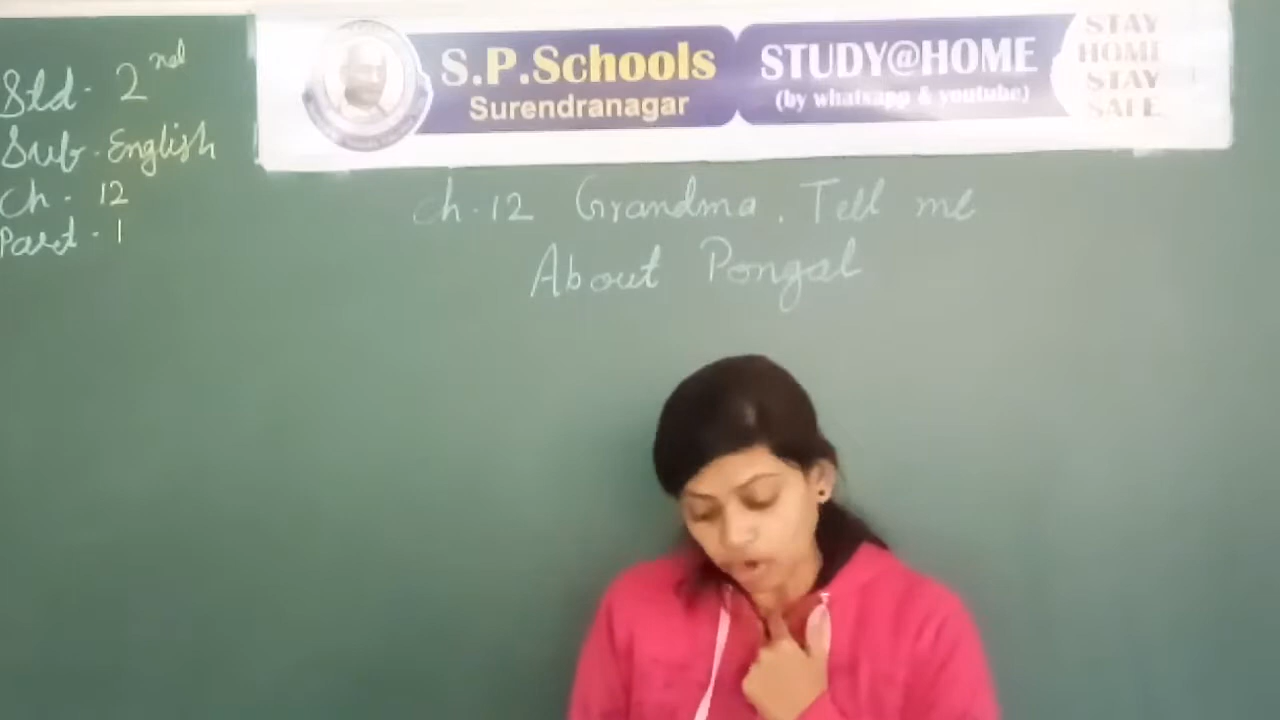 Std. 2nd
Sub. English
Ch. 12
Part. 1
S.P.Schools
Surendranagar
STUDY@HOME
(by whatsapp & youtube)
STAY
HOME
STAY
SAFE
Ch.12 Grandma, Tell me
About Pongal